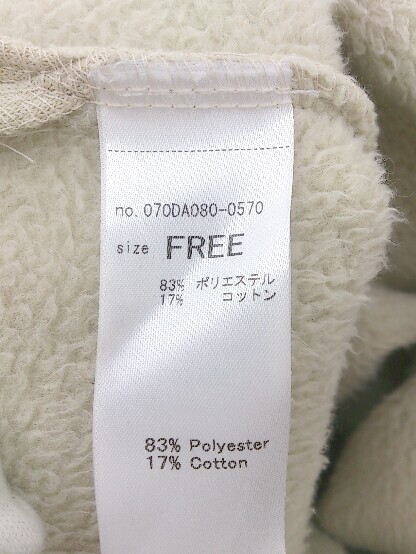 no. 070DA080-0570
size FREE
83% ポリエステル
17% コットン
83% Polyester
17% Cotton